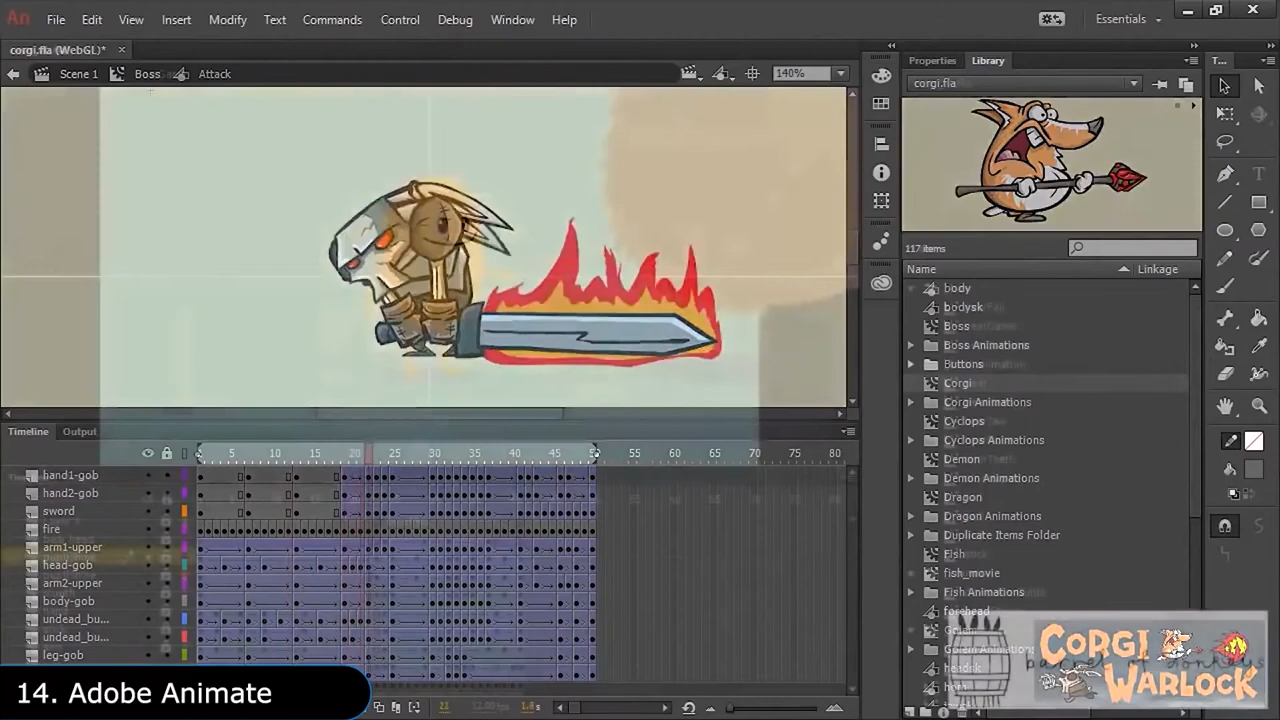 An File Edit View Insert Modify Text Commands Control Debug Window Help Essentials
corgi.fla (WebGL)* ×
Scene 1 Boss Attack 140%
Properties Library T...
corgi.fla
117 items
Name Linkage
body
bodysk
Boss
Boss Animations
Buttons
Corgi
Corgi Animations
Cyclops
Cyclops Animations
Demon
Demon Animations
Dragon
Dragon Animations
Duplicate Items Folder
Fish
fish_movie
Fish Animations
forehead
Golem
Golem Animations
Timeline Output
5 10 15 20 25 30 35 40 45 50 55 60 65 70 75 80
hand1-gob
hand2-gob
sword
fire
arm1-upper
head-gob
arm2-upper
body-gob
undead_bu...
undead_bu...
leg-gob
1.8s
CORGI
WARLOCK
14. Adobe Animate